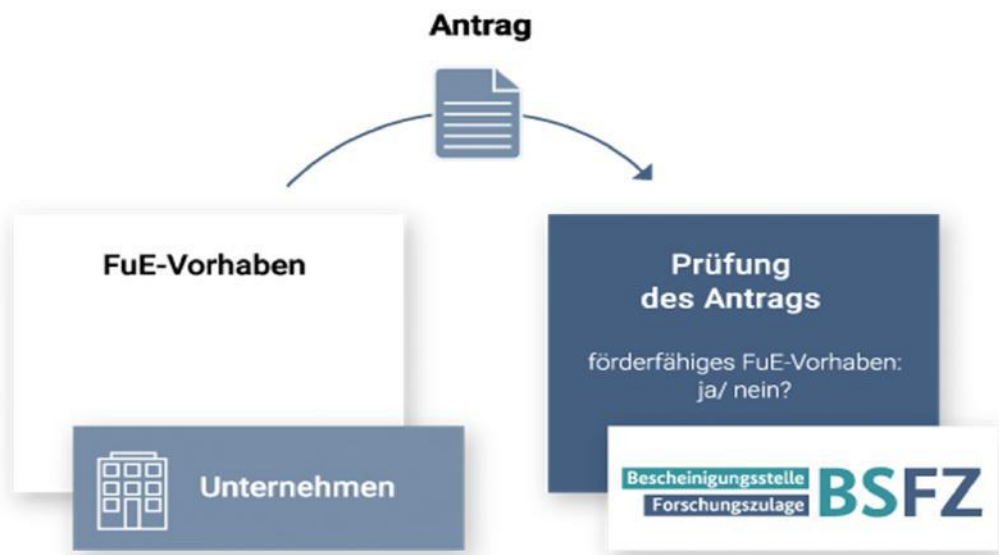 Antrag
FuE-Vorhaben
Unternehmen
Prüfung
des Antrags
förderfähiges FuE-Vorhaben:
ja/ nein?
Bescheinigungsstelle
Forschungszulage
BSFZ